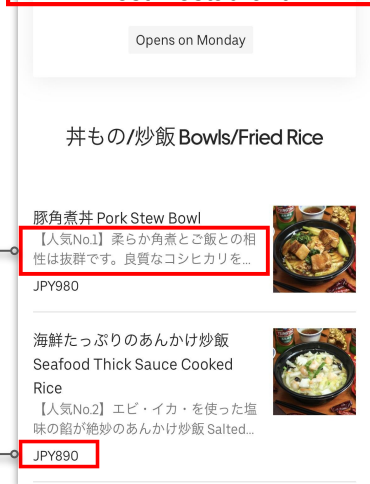 Opens on Monday
丼もの/炒飯 Bowls/Fried Rice
豚角煮丼 Pork Stew Bowl
【人気No.1】柔らか角煮とご飯との相
性は抜群です。良質なコシヒカリを...
JPY980
海鮮たっぷりのあんかけ炒飯
Seafood Thick Sauce Cooked
Rice
【人気No.2】エビ・イカ・を使った塩
味の餡が絶妙のあんかけ炒飯 Salted...
JPY890